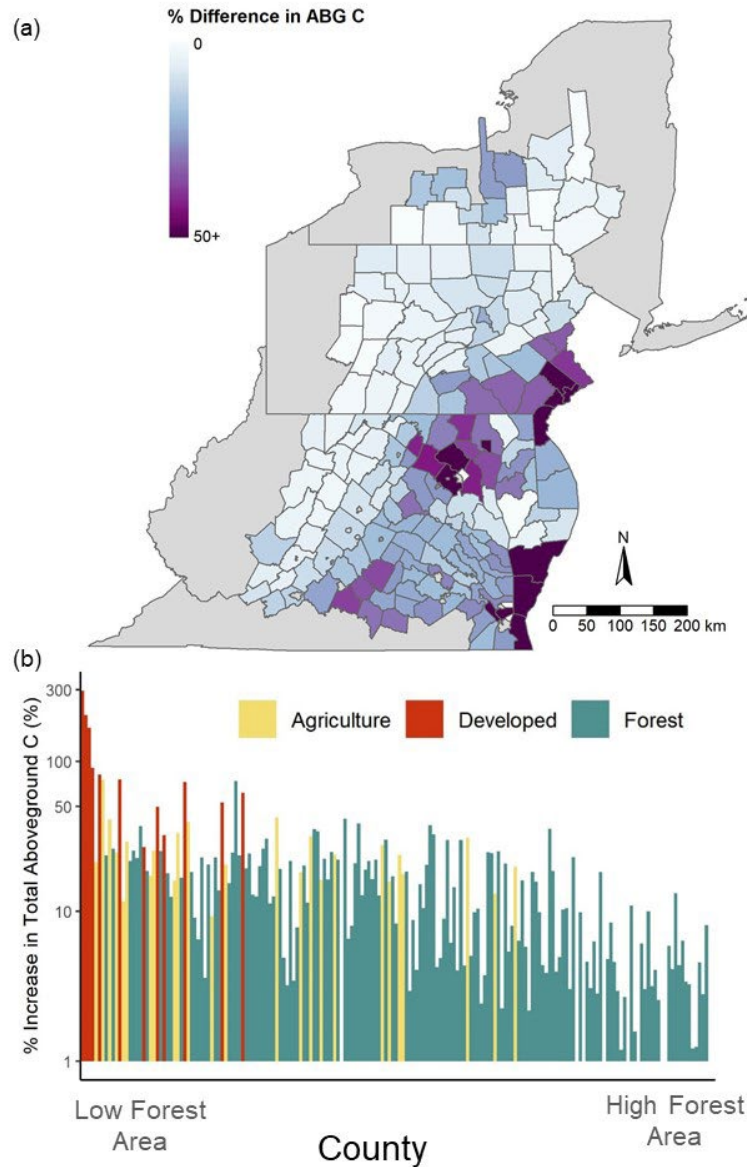 (a)
% Difference in ABG C
0
50+
N
0 50 100 150 200 km
(b)
% Increase in Total Aboveground C (%)
300
100
50
10
1
Agriculture Developed Forest
Low Forest
Area
High Forest
Area
County